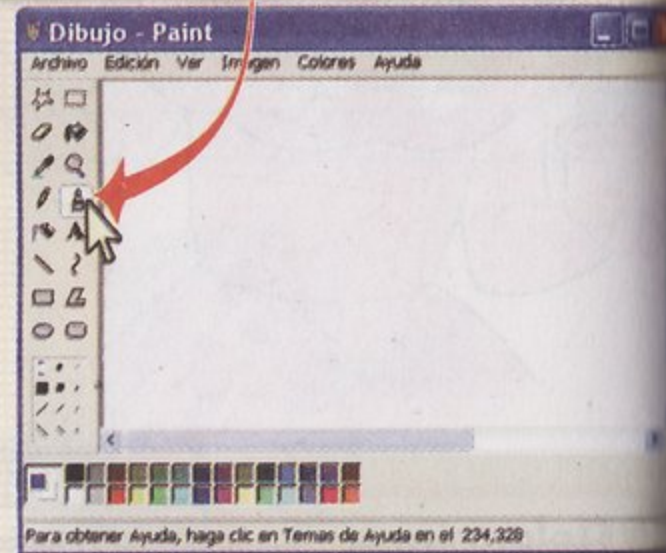 Dibujo - Paint
Archivo Edición Ver Imagen Colores Ayuda
A
Para obtener Ayuda, haga clic en Temas de Ayuda en el 234,328